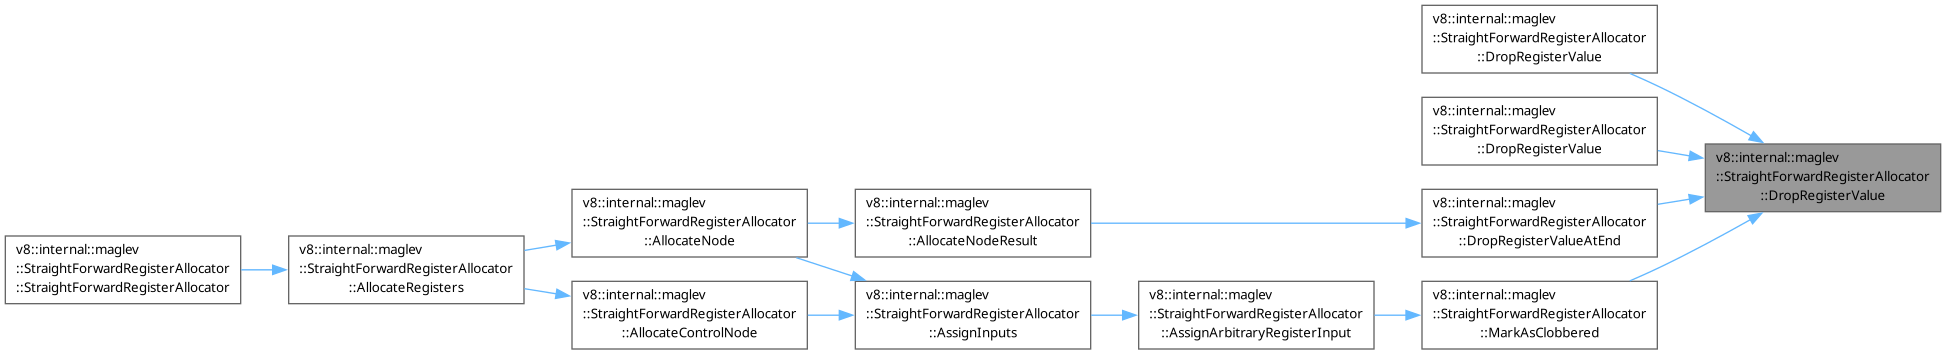 v8::internal::maglev
::StraightForwardRegisterAllocator
::DropRegisterValue
v8::internal::maglev
::StraightForwardRegisterAllocator
::DropRegisterValue
v8::internal::maglev
::StraightForwardRegisterAllocator
::DropRegisterValue
v8::internal::maglev
::StraightForwardRegisterAllocator
::AllocateNode
v8::internal::maglev
::StraightForwardRegisterAllocator
::AllocateNodeResult
v8::internal::maglev
::StraightForwardRegisterAllocator
::DropRegisterValueAtEnd
v8::internal::maglev
::StraightForwardRegisterAllocator
::StraightForwardRegisterAllocator
v8::internal::maglev
::StraightForwardRegisterAllocator
::AllocateRegisters
v8::internal::maglev
::StraightForwardRegisterAllocator
::AllocateControlNode
v8::internal::maglev
::StraightForwardRegisterAllocator
::AssignInputs
v8::internal::maglev
::StraightForwardRegisterAllocator
::AssignArbitraryRegisterInput
v8::internal::maglev
::StraightForwardRegisterAllocator
::MarkAsClobbered